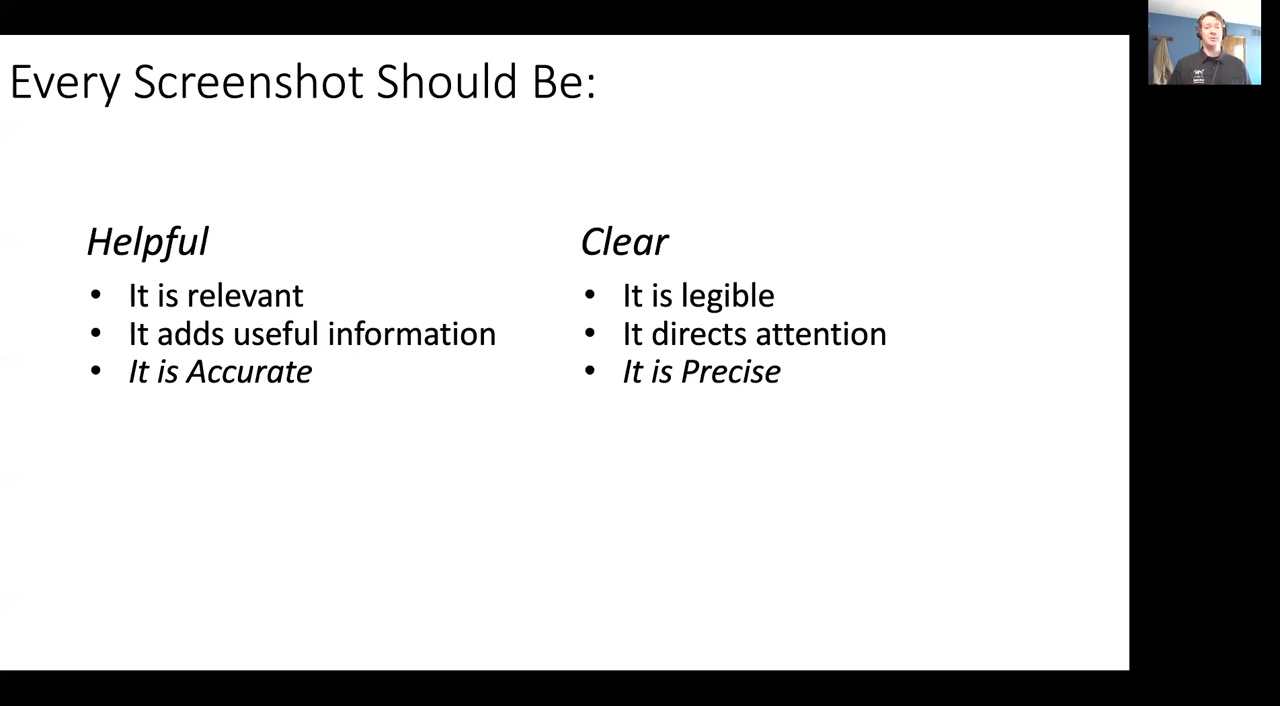 Every Screenshot Should Be:
Helpful
• It is relevant
• It adds useful information
• It is Accurate
Clear
• It is legible
• It directs attention
• It is Precise